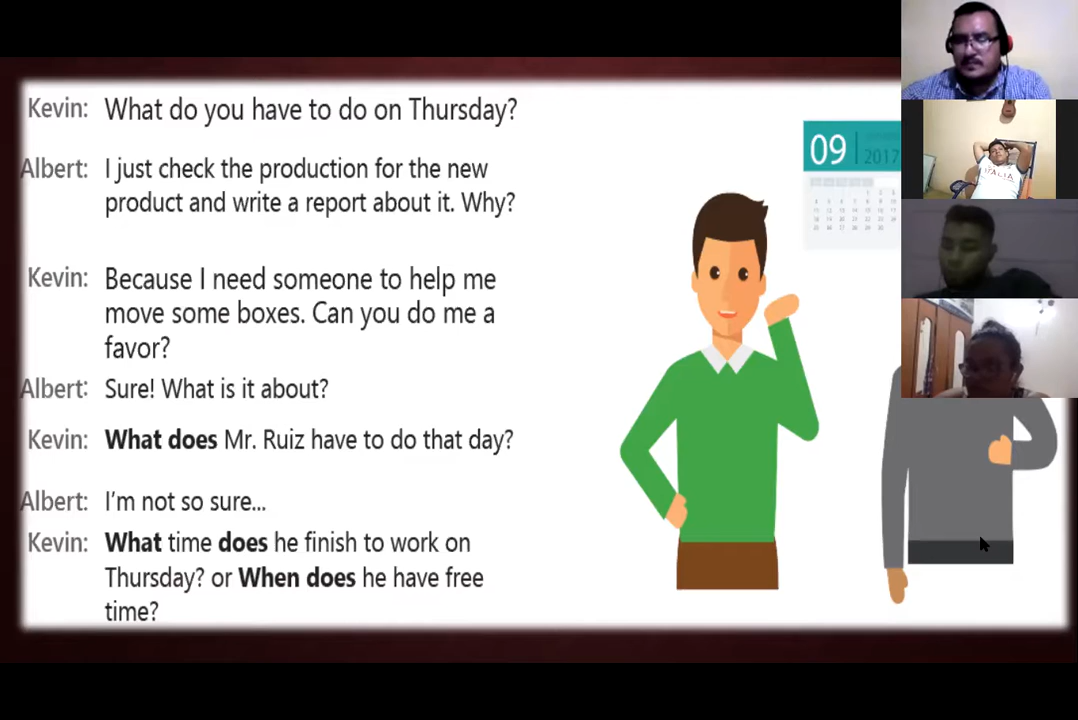 Kevin: What do you have to do on Thursday?
Albert: I just check the production for the new
product and write a report about it. Why?
Kevin: Because I need someone to help me
move some boxes. Can you do me a
favor?
Albert: Sure! What is it about?
Kevin: What does Mr. Ruiz have to do that day?
Albert: I'm not so sure...
Kevin: What time does he finish to work on
Thursday? or When does he have free
time?
09
2017
ITALIA